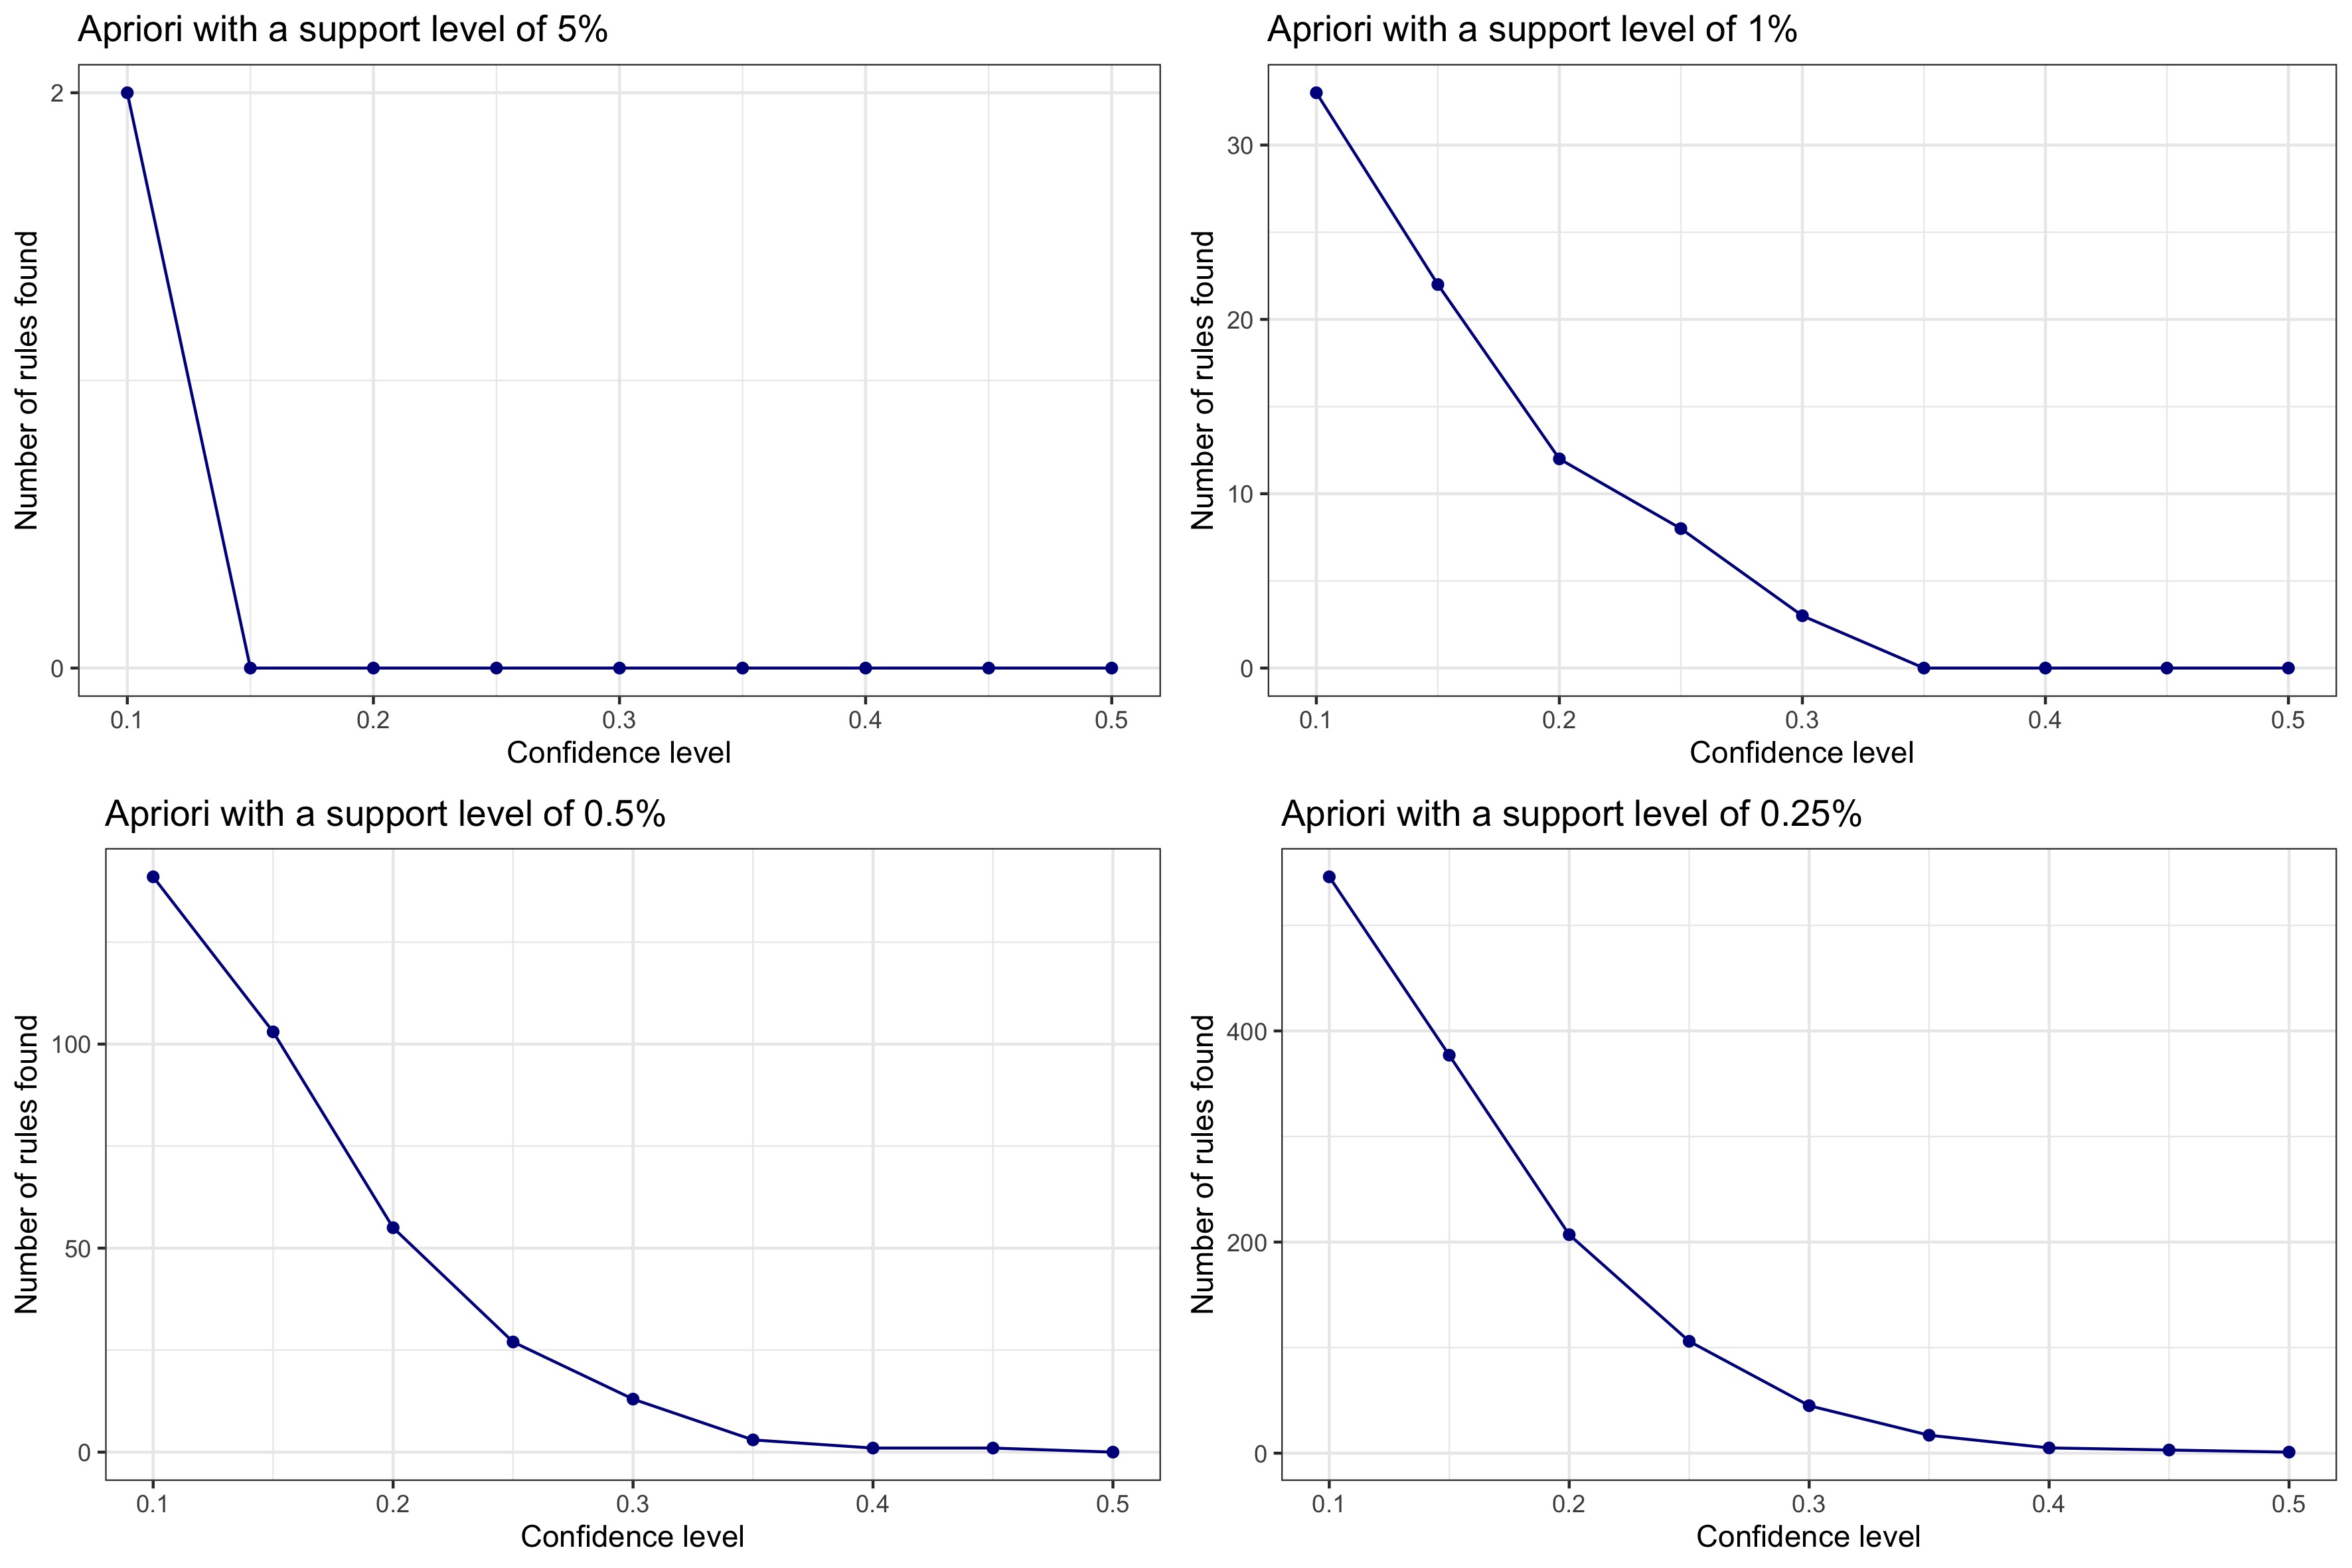 Apriori with a support level of 5%
Number of rules found
2
0
0.1 0.2 0.3 0.4 0.5
Confidence level
Apriori with a support level of 1%
Number of rules found
30
20
10
0
0.1 0.2 0.3 0.4 0.5
Confidence level
Apriori with a support level of 0.5%
Number of rules found
100
50
0
0.1 0.2 0.3 0.4 0.5
Confidence level
Apriori with a support level of 0.25%
Number of rules found
400
200
0
0.1 0.2 0.3 0.4 0.5
Confidence level